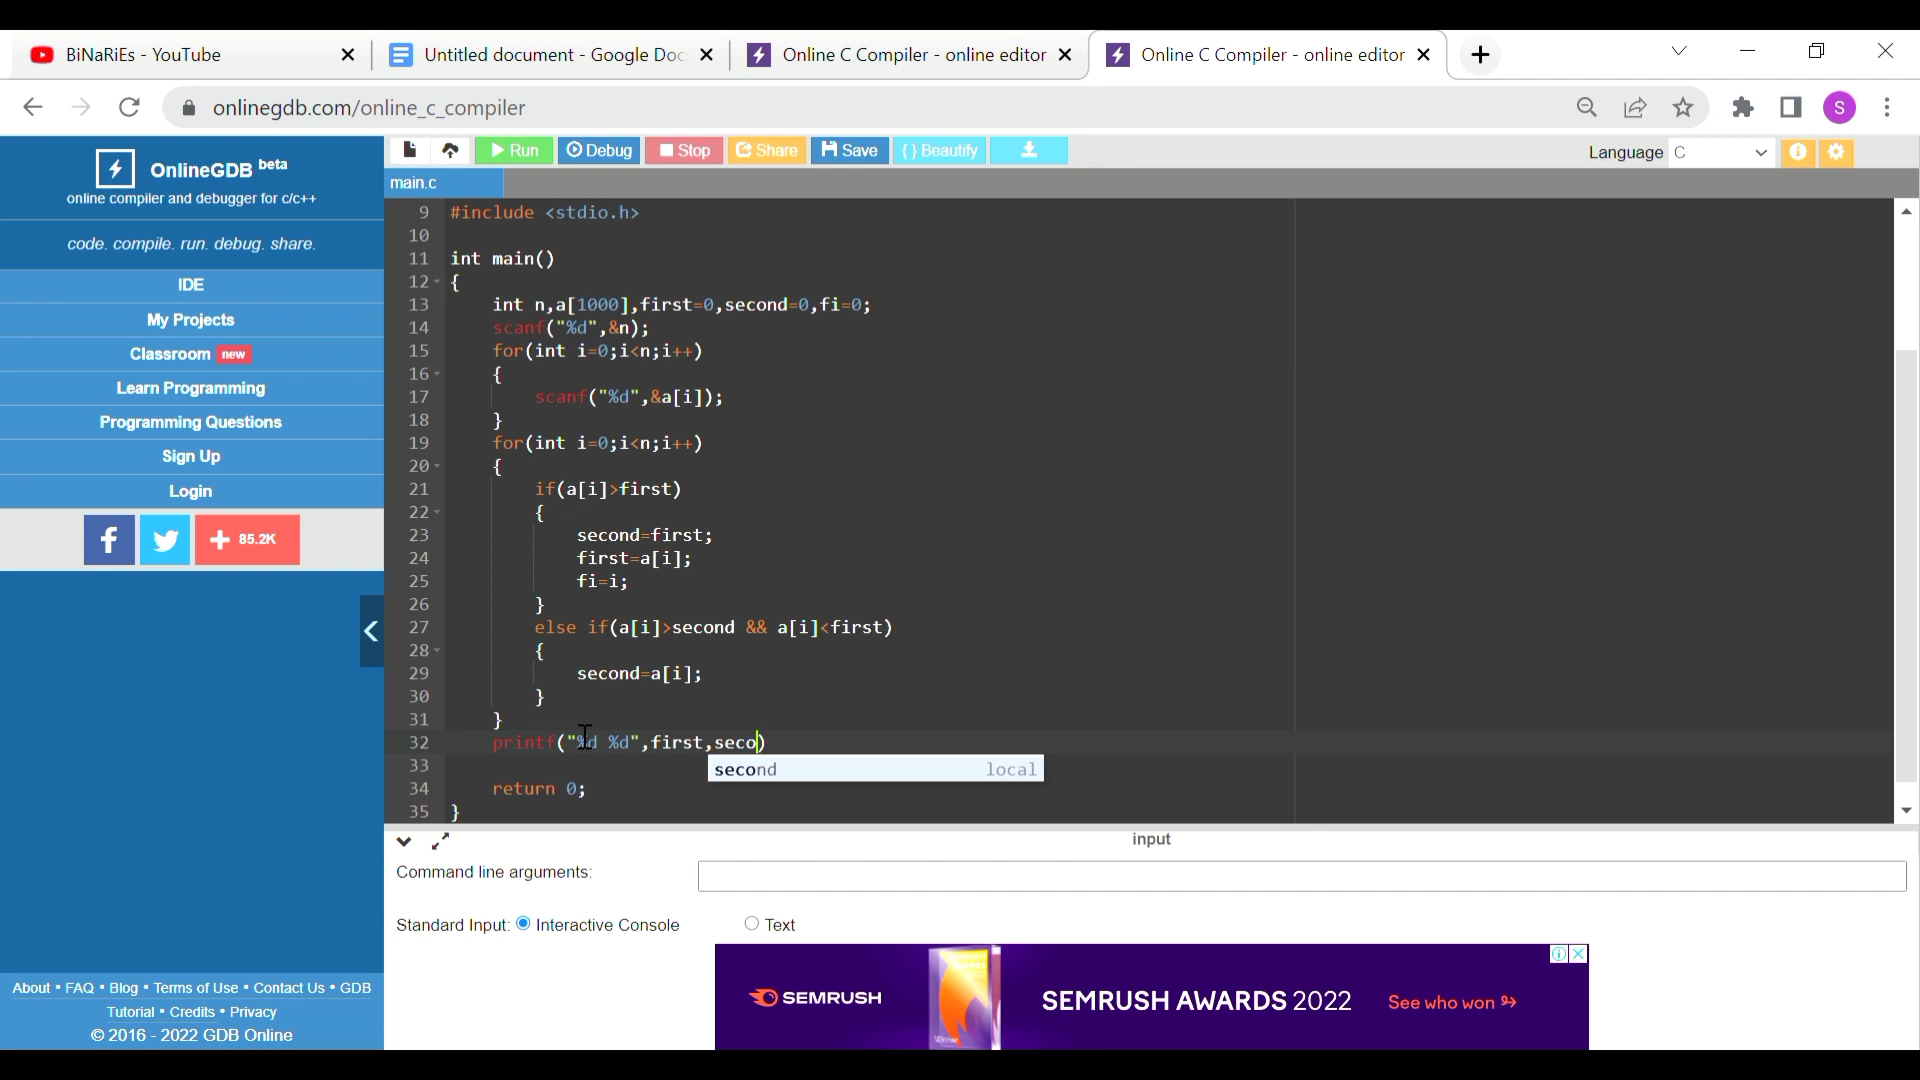 BiNaRiEs - YouTube
Untitled document - Google Doc
Online C Compiler - online editor
Online C Compiler - online editor
onlinegdb.com/online_c_compiler
S
OnlineGDB beta
online compiler and debugger for c/c++
code. compile. run. debug. share.
IDE
My Projects
Classroom new
Learn Programming
Programming Questions
Sign Up
Login
85.2K
About • FAQ • Blog • Terms of Use • Contact Us • GDB
Tutorial • Credits • Privacy
© 2016 - 2022 GDB Online
Run Debug Stop Share Save { } Beautify
Language C
main.c
9 #include <stdio.h>
10
11 int main()
12 {
13 int n,a[1000],first=0,second=0,fi=0;
14 scanf("%d",&n);
15 for(int i=0;i<n;i++)
16 {
17 scanf("%d",&a[i]);
18 }
19 for(int i=0;i<n;i++)
20 {
21 if(a[i]>first)
22 {
23 second=first;
24 first=a[i];
25 fi=i;
26 }
27 else if(a[i]>second && a[i]<first)
28 {
29 second=a[i];
30 }
31 }
32 printf("%d %d",first,seco)
33
second local
34 return 0;
35 }
input
Command line arguments:
Standard Input: Interactive Console Text
SEMRUSH
SEMRUSH AWARDS 2022
See who won